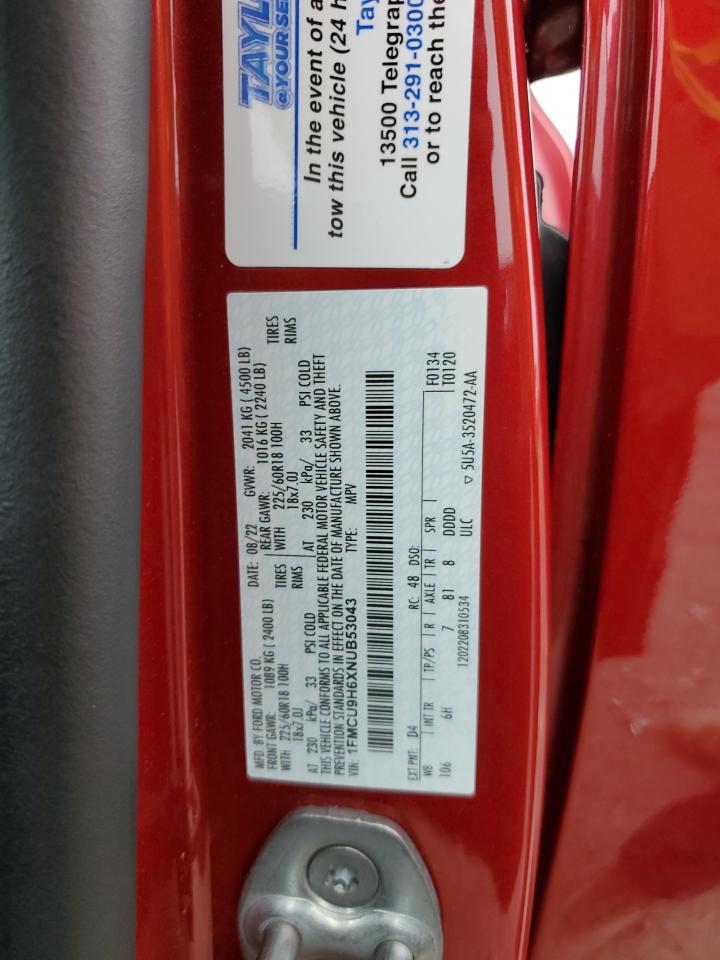 TAYL
@YOUR SE
In the event of a
tow this vehicle (24 h
Tay
13500 Telegrap
Call 313-291-0300
or to reach the
MFD. BY FORD MOTOR CO. DATE: 08/22 GVWR: 2041 KG ( 4500 LB)
FRONT GAWR: 1089 KG ( 2400 LB) REAR GAWR: 1016 KG ( 2240 LB)
WITH 225/60R18 100H TIRES WITH 225/60R18 100H TIRES
18x7.0J RIMS 18x7.0J RIMS
AT 230 kPa/ 33 PSI COLD AT 230 kPa/ 33 PSI COLD
THIS VEHICLE CONFORMS TO ALL APPLICABLE FEDERAL MOTOR VEHICLE SAFETY AND THEFT
PREVENTION STANDARDS IN EFFECT ON THE DATE OF MANUFACTURE SHOWN ABOVE.
VIN: 1FMCU9H6XNUB53043 TYPE: MPV
EXT PNT: D4 RC: 48 DSO: F0134
WB INT TR TP/PS R AXLE TR SPR T0120
106 6H 7 81 8 DDDD
1202208310534 ULC ▽ 5U5A-3520472-AA